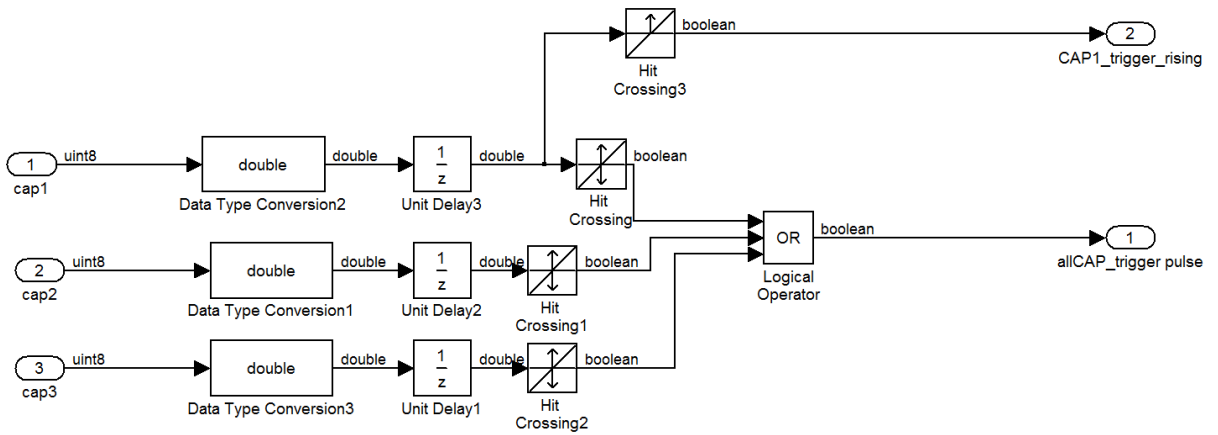 boolean
2
CAP1_trigger_rising
Hit
Crossing3
1
uint8
cap1
double
double
Data Type Conversion2
1
z
double
Unit Delay3
boolean
Hit
Crossing
OR
boolean
Logical
Operator
1
allCAP_trigger pulse
2
uint8
cap2
double
double
Data Type Conversion1
1
z
double
Unit Delay2
boolean
Hit
Crossing1
3
uint8
cap3
double
double
Data Type Conversion3
1
z
double
Unit Delay1
boolean
Hit
Crossing2